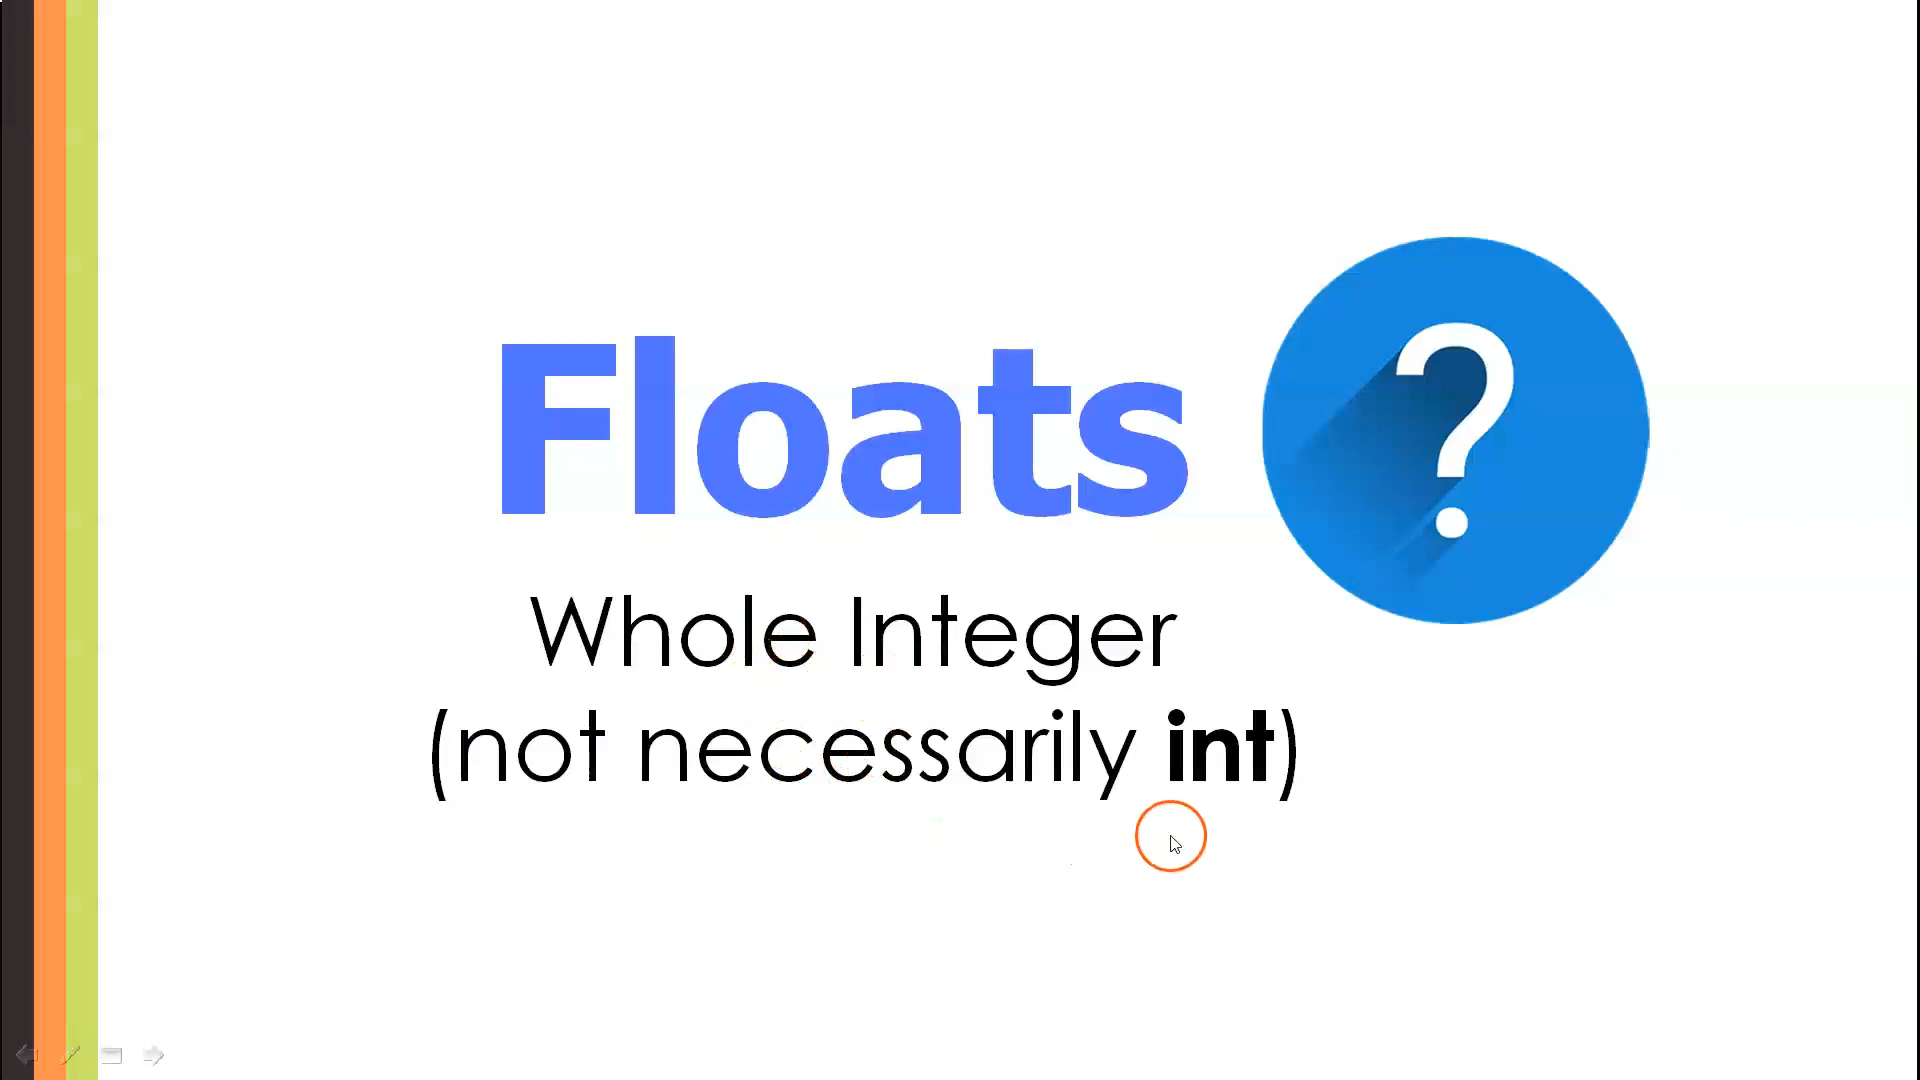 Floats
?
Whole Integer
(not necessarily int)